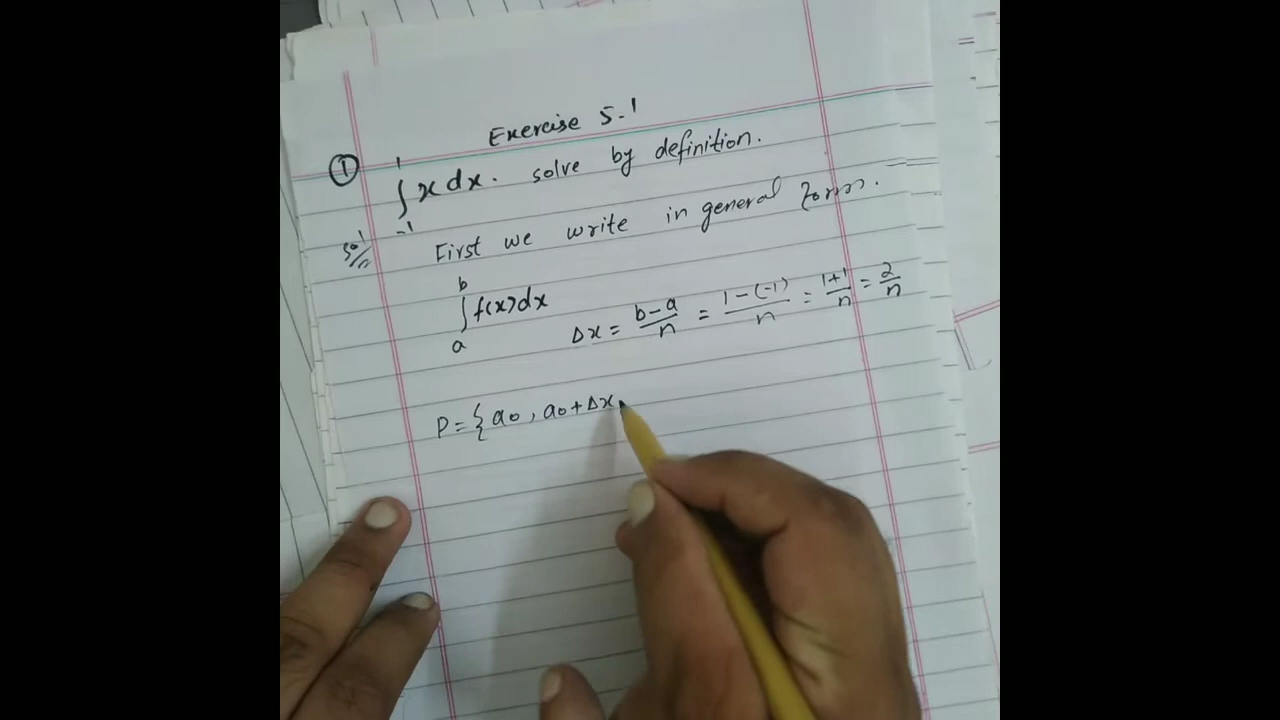 Exercise 5.1
① ∫₋₁¹ x dx. solve by definition.
Solⁿ First we write in general form.
∫ₐᵇ f(x)dx
Δx = b-a/n = 1-(-1)/n = 1+1/n = 2/n
P = { a₀, a₀+Δx,